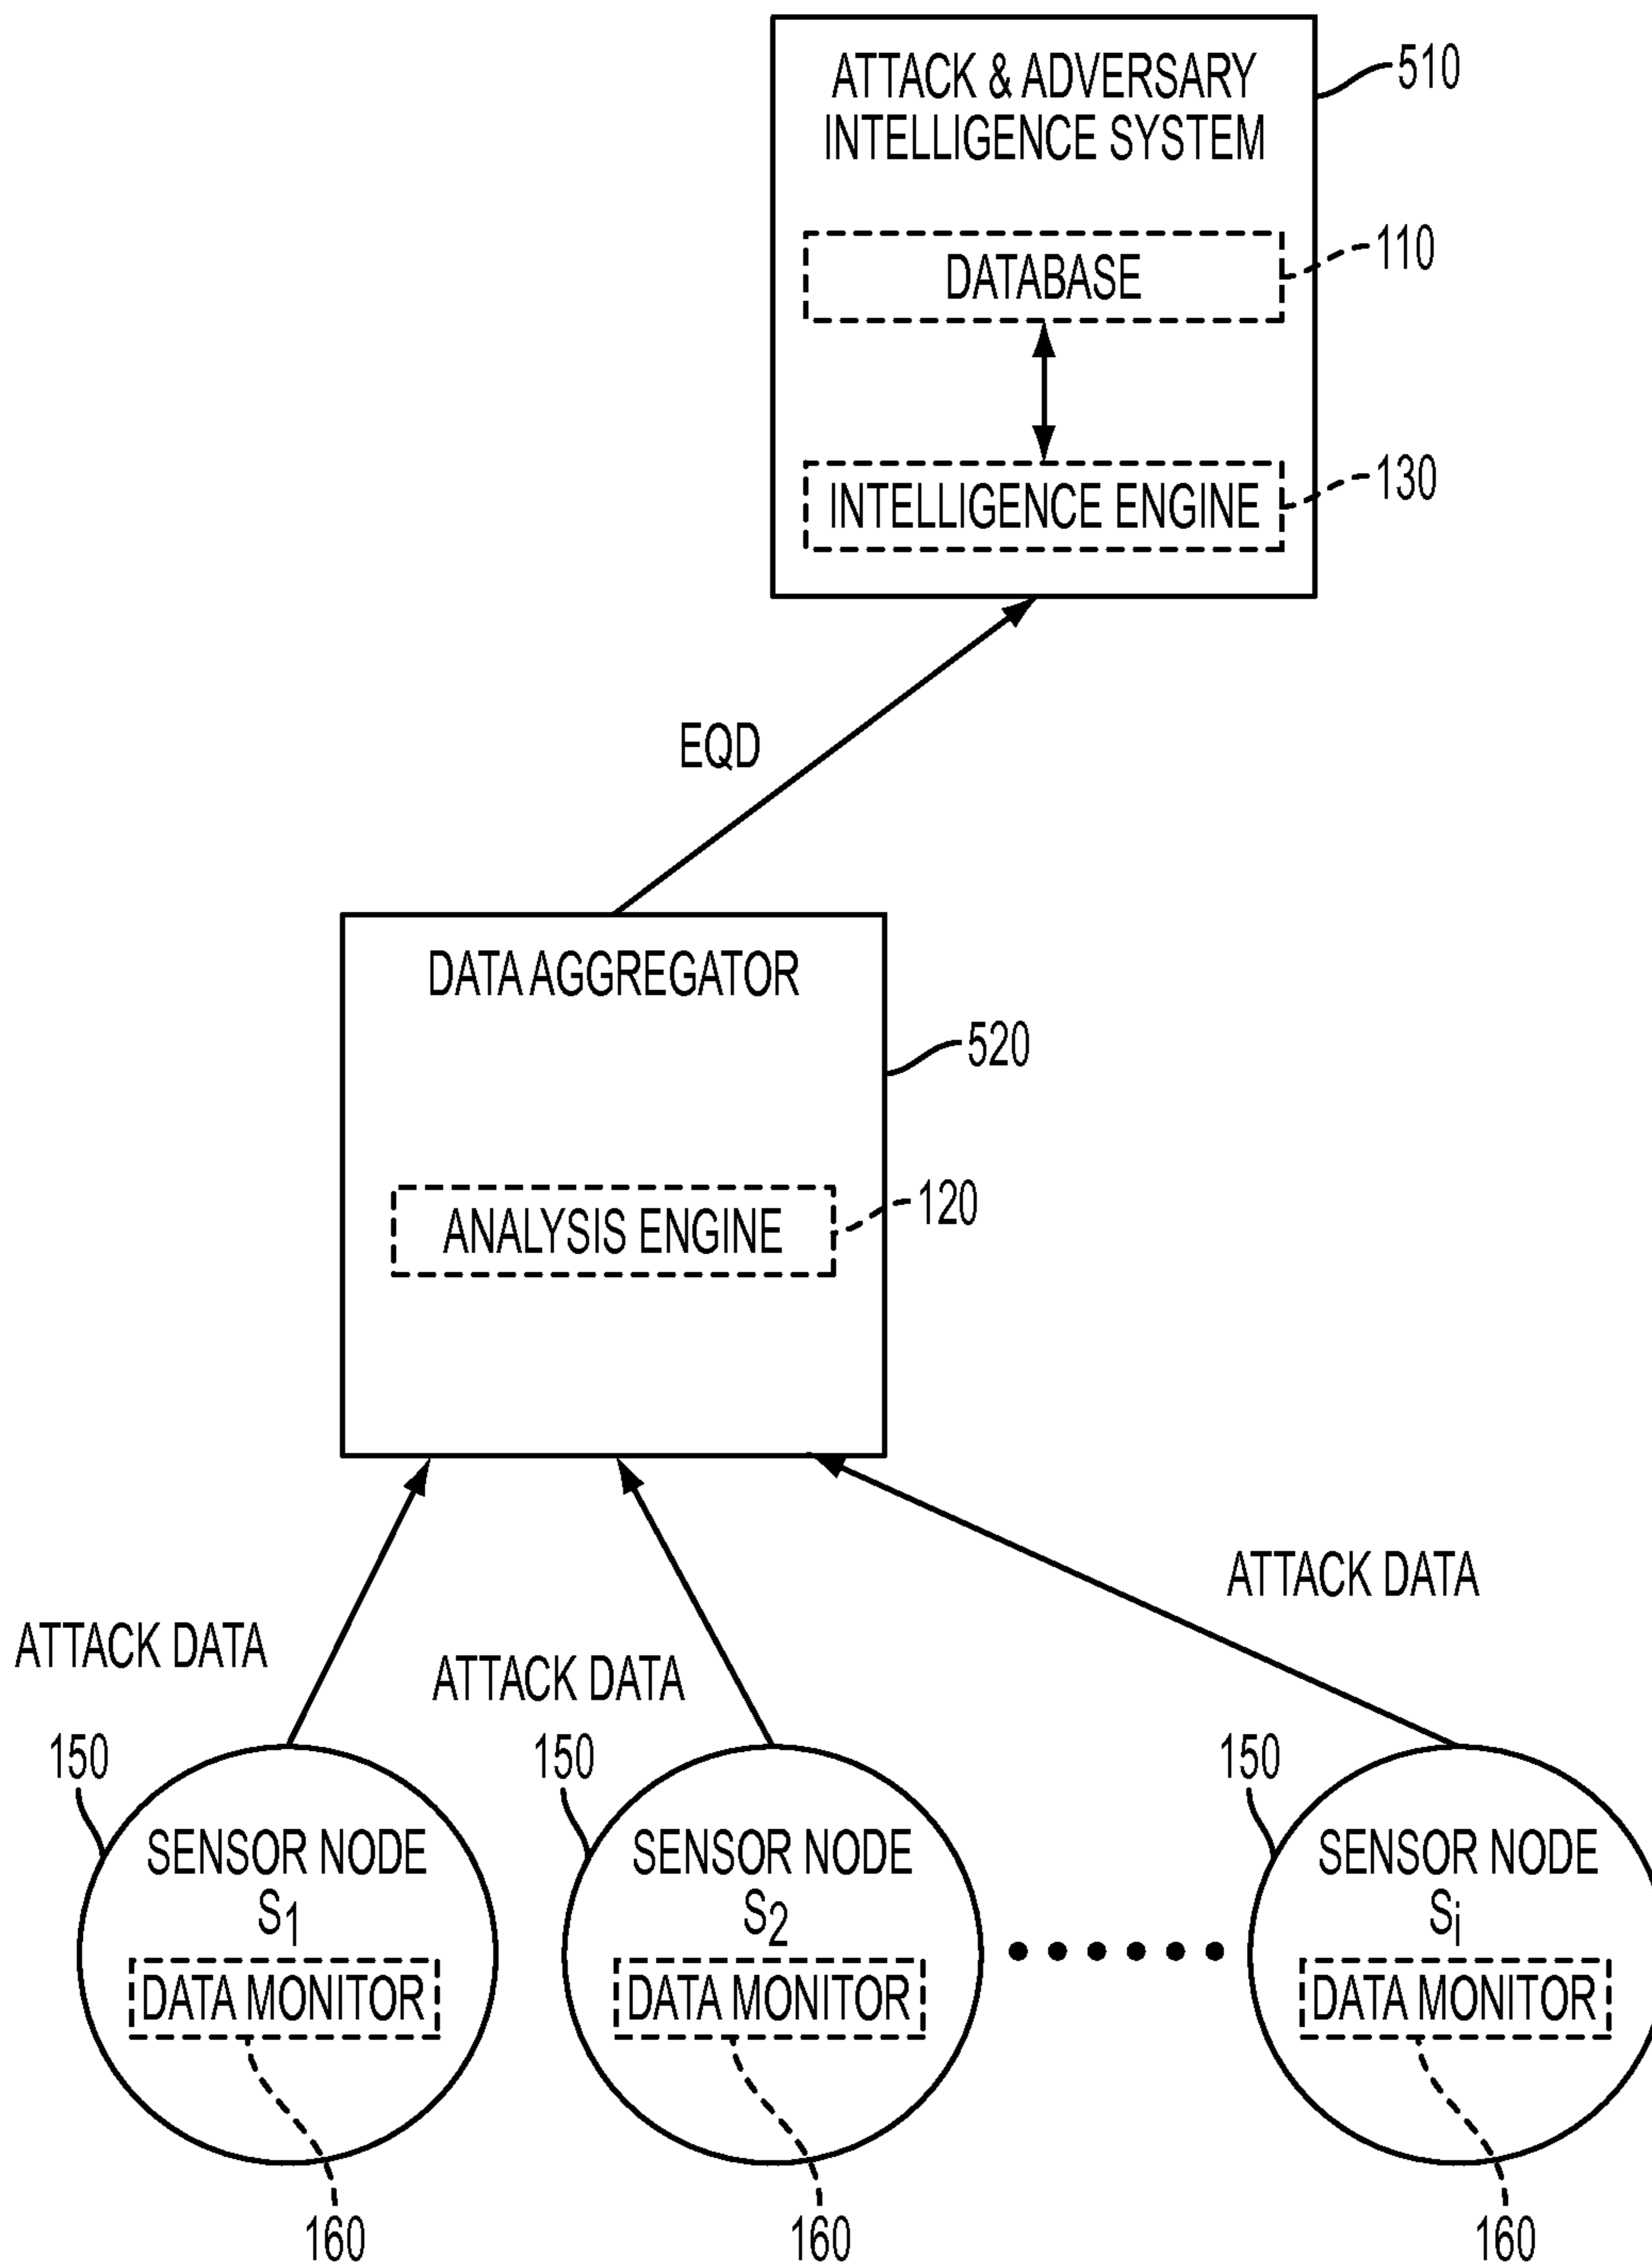 ATTACK & ADVERSARY
INTELLIGENCE SYSTEM
510
DATABASE
110
INTELLIGENCE ENGINE
130
EQD
DATA AGGREGATOR
520
ANALYSIS ENGINE
120
ATTACK DATA
ATTACK DATA
ATTACK DATA
150
150
150
SENSOR NODE
S1
DATA MONITOR
SENSOR NODE
S2
DATA MONITOR
SENSOR NODE
Si
DATA MONITOR
160
160
160